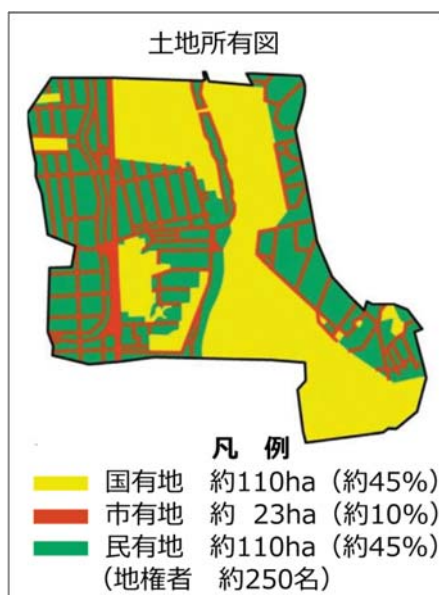 土地所有図
凡 例
国有地 約110ha（約45%）
市有地 約 23ha（約10%）
民有地 約110ha（約45%）
（地権者 約250名）